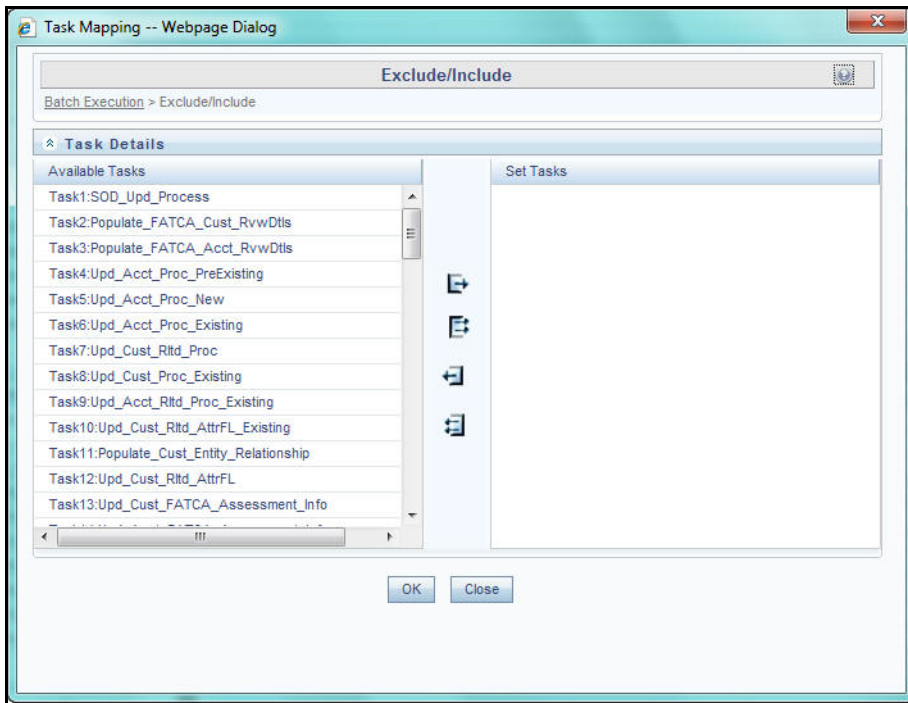 Task Mapping -- Webpage Dialog
Exclude/Include
Batch Execution > Exclude/Include
Task Details
Available Tasks
Set Tasks
Task1:SOD_Upd_Process
Task2:Populate_FATCA_Cust_RvwDtls
Task3:Populate_FATCA_Acct_RvwDtls
Task4:Upd_Acct_Proc_PreExisting
Task5:Upd_Acct_Proc_New
Task6:Upd_Acct_Proc_Existing
Task7:Upd_Cust_Rltd_Proc
Task8:Upd_Cust_Proc_Existing
Task9:Upd_Acct_Rltd_Proc_Existing
Task10:Upd_Cust_Rltd_AttrFL_Existing
Task11:Populate_Cust_Entity_Relationship
Task12:Upd_Cust_Rltd_AttrFL
Task13:Upd_Cust_FATCA_Assessment_Info
OK
Close